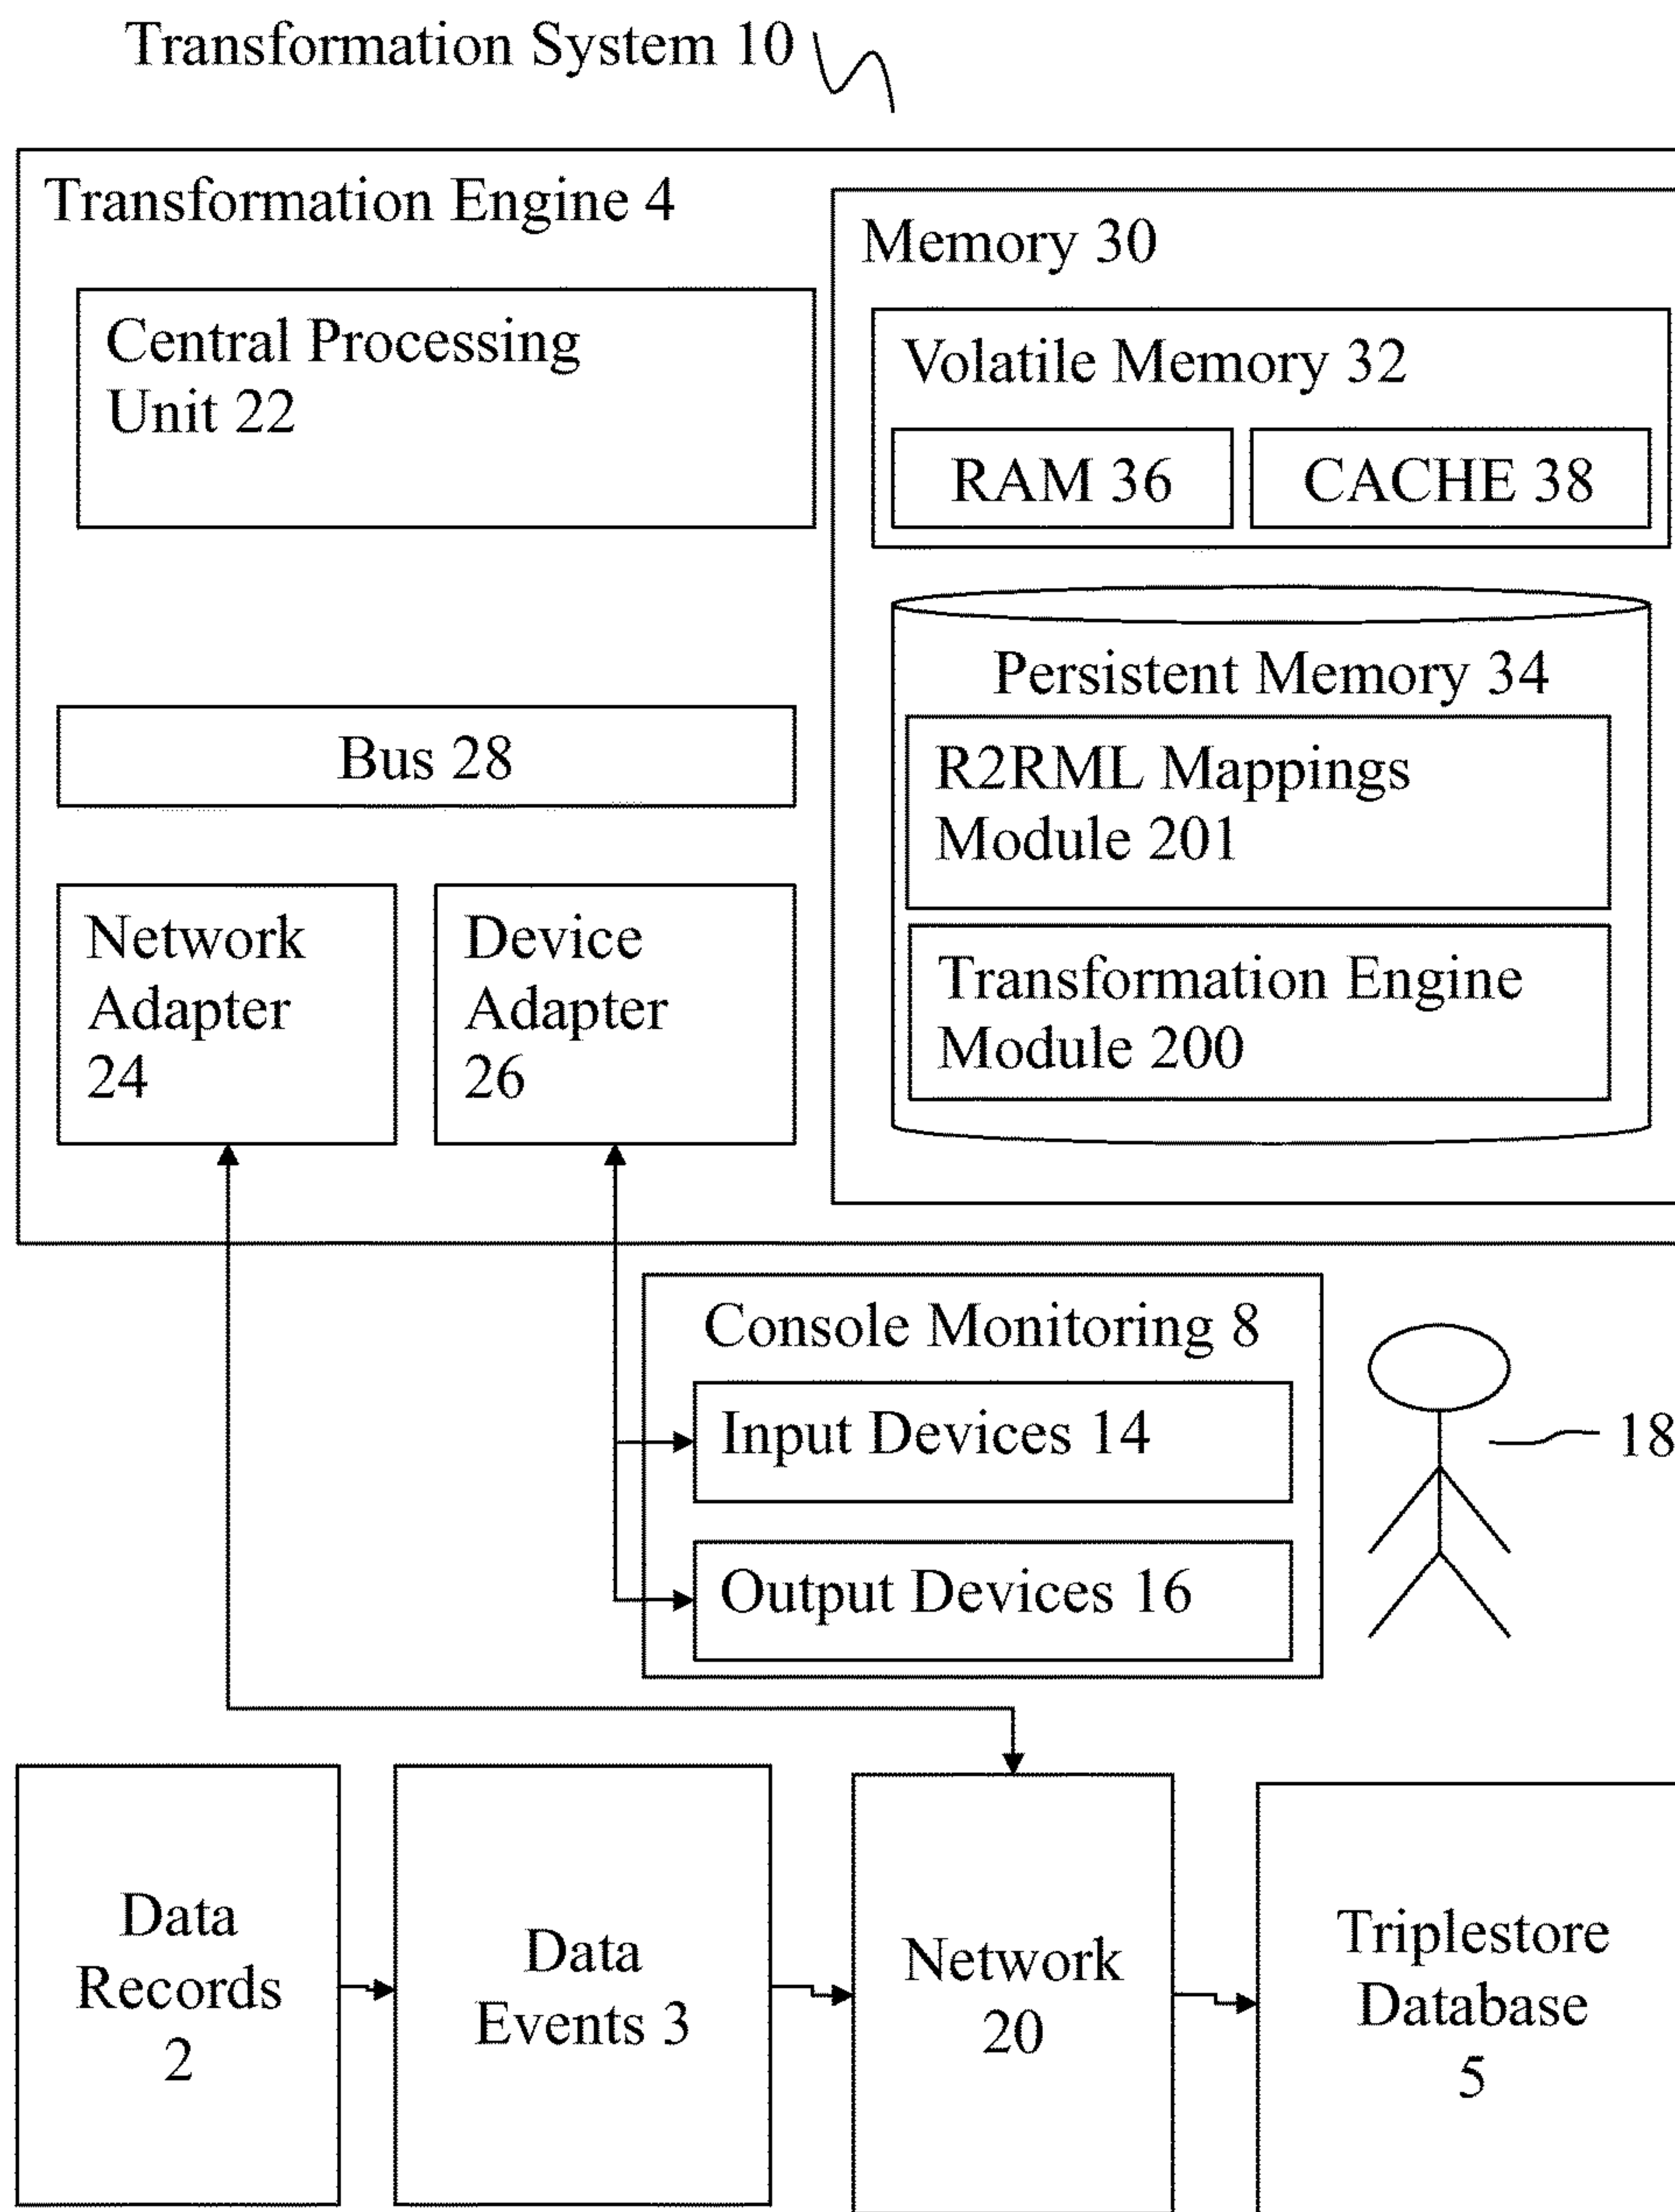 Transformation System 10
Transformation Engine 4
Central Processing
Unit 22
Bus 28
Network
Adapter
24
Device
Adapter
26
Memory 30
Volatile Memory 32
RAM 36
CACHE 38
Persistent Memory 34
R2RML Mappings
Module 201
Transformation Engine
Module 200
Console Monitoring 8
Input Devices 14
Output Devices 16
18
Data
Records
2
Data
Events 3
Network
20
Triplestore
Database
5